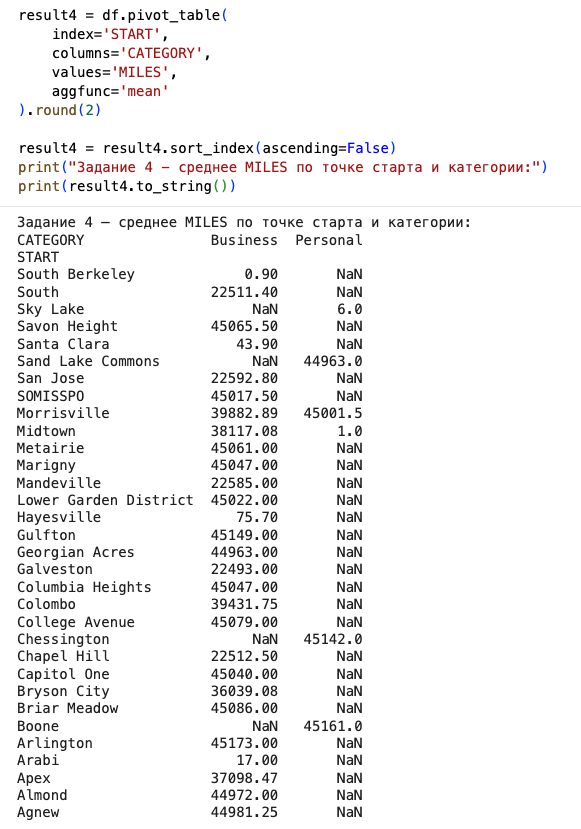 result4 = df.pivot_table(
    index='START',
    columns='CATEGORY',
    values='MILES',
    aggfunc='mean'
).round(2)

result4 = result4.sort_index(ascending=False)
print("Задание 4 — среднее MILES по точке старта и категории:")
print(result4.to_string())
Задание 4 — среднее MILES по точке старта и категории:
CATEGORY               Business  Personal
START
South Berkeley             0.90       NaN
South                  22511.40       NaN
Sky Lake                    NaN       6.0
Savon Height           45065.50       NaN
Santa Clara               43.90       NaN
Sand Lake Commons           NaN   44963.0
San Jose               22592.80       NaN
SOMISSPO               45017.50       NaN
Morrisville            39882.89   45001.5
Midtown                38117.08       1.0
Metairie               45061.00       NaN
Marigny                45047.00       NaN
Mandeville             22585.00       NaN
Lower Garden District  45022.00       NaN
Hayesville                75.70       NaN
Gulfton                45149.00       NaN
Georgian Acres         44963.00       NaN
Galveston              22493.00       NaN
Columbia Heights       45047.00       NaN
Colombo                39431.75       NaN
College Avenue         45079.00       NaN
Chessington                 NaN   45142.0
Chapel Hill            22512.50       NaN
Capitol One            45040.00       NaN
Bryson City            36039.08       NaN
Briar Meadow           45086.00       NaN
Boone                       NaN   45161.0
Arlington              45173.00       NaN
Arabi                     17.00       NaN
Apex                   37098.47       NaN
Almond                 44972.00       NaN
Agnew                  44981.25       NaN